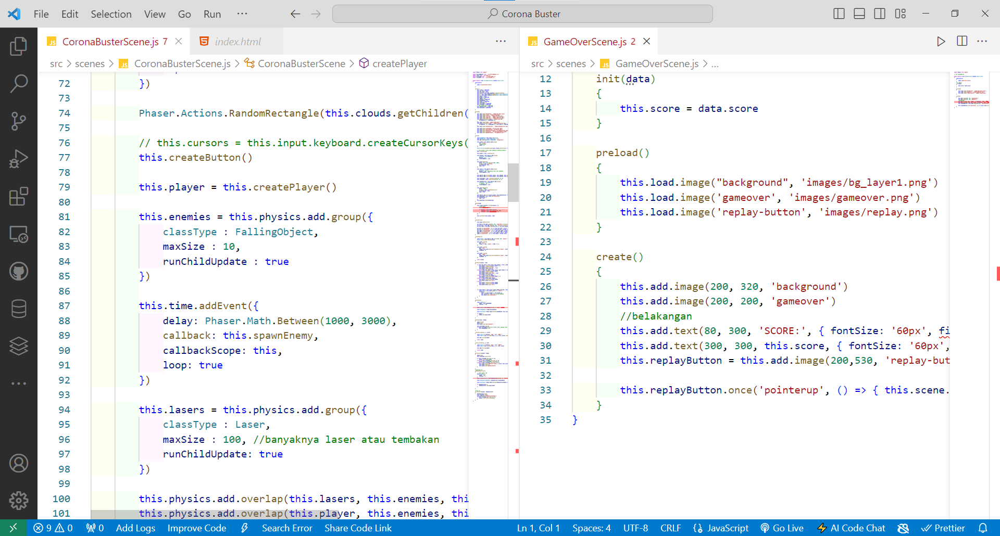 File Edit Selection View Go Run ··· Corona Buster
JS CoronaBusterScene.js 7 index.html ···
src > scenes > JS CoronaBusterScene.js > CoronaBusterScene > createPlayer
72 })
73
74 Phaser.Actions.RandomRectangle(this.clouds.getChildren(
75
76 // this.cursors = this.input.keyboard.createCursorKeys(
77 this.createButton()
78
79 this.player = this.createPlayer()
80
81 this.enemies = this.physics.add.group({
82 classType : FallingObject,
83 maxSize : 10,
84 runChildUpdate : true
85 })
86
87 this.time.addEvent({
88 delay: Phaser.Math.Between(1000, 3000),
89 callback: this.spawnEnemy,
90 callbackScope: this,
91 loop: true
92 })
93
94 this.lasers = this.physics.add.group({
95 classType : Laser,
96 maxSize : 100, //banyaknya laser atau tembakan
97 runChildUpdate: true
98 })
99
100 this.physics.add.overlap(this.lasers, this.enemies, thi
101 this.physics.add.overlap(this.player, this.enemies, thi
JS GameOverScene.js 2 ···
src > scenes > JS GameOverScene.js > ...
12 init(data)
13 {
14 this.score = data.score
15 }
16
17 preload()
18 {
19 this.load.image("background", 'images/bg_layer1.png')
20 this.load.image('gameover', 'images/gameover.png')
21 this.load.image('replay-button', 'images/replay.png')
22 }
23
24 create()
25 {
26 this.add.image(200, 320, 'background')
27 this.add.image(200, 200, 'gameover')
28 //belakangan
29 this.add.text(80, 300, 'SCORE:', { fontSize: '60px', fi
30 this.add.text(300, 300, this.score, { fontSize: '60px',
31 this.replayButton = this.add.image(200,530, 'replay-but
32
33 this.replayButton.once('pointerup', () => { this.scene.
34 }
35 }
9 0 0 Add Logs Improve Code Search Error Share Code Link Ln 1, Col 1 Spaces: 4 UTF-8 CRLF {} JavaScript Go Live AI Code Chat Prettier